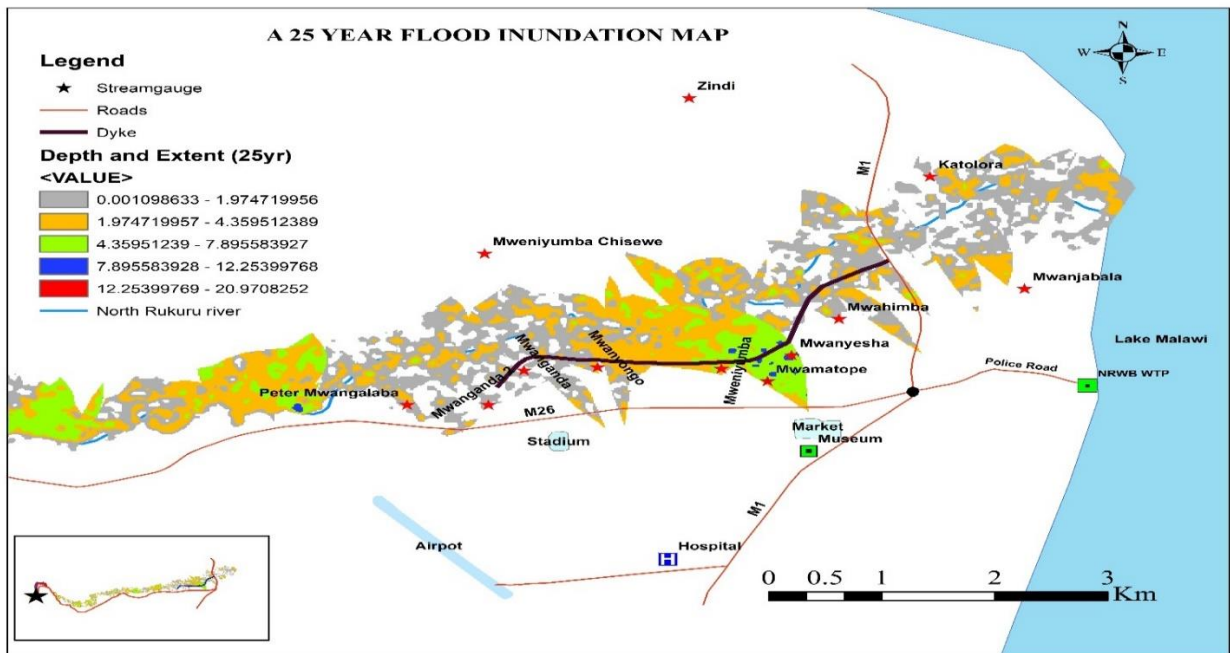 A 25 YEAR FLOOD INUNDATION MAP
N
W
E
S
Legend
Streamgauge
Roads
Dyke
Depth and Extent (25yr)
<VALUE>
0.001098633 - 1.974719956
1.974719957 - 4.359512389
4.35951239 - 7.895583927
7.895583928 - 12.25399768
12.25399769 - 20.9708252
North Rukuru river
Zindi
M1
Katolora
Mweniyumba Chisewe
Mwanjabala
Mwahimba
Lake Malawi
Mwanyesha
Mwanyongo
Mwanganda
Mweniyumba
Mwamatope
Police Road
NRWB WTP
Peter Mwangalaba
Mwanganda 2
M26
Stadium
Market
Museum
M1
Airpot
H
Hospital
0 0.5 1 2 3
Km